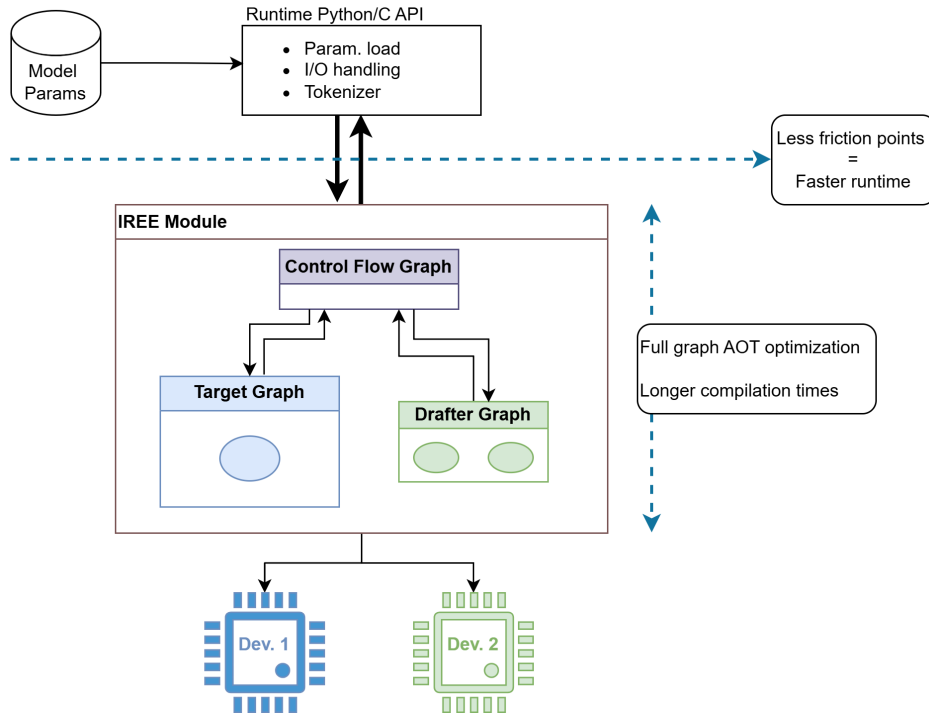 Runtime Python/C API
Model
Params
Param. load
I/O handling
Tokenizer
Less friction points
=
Faster runtime
IREE Module
Control Flow Graph
Target Graph
Drafter Graph
Full graph AOT optimization
Longer compilation times
Dev. 1
Dev. 2